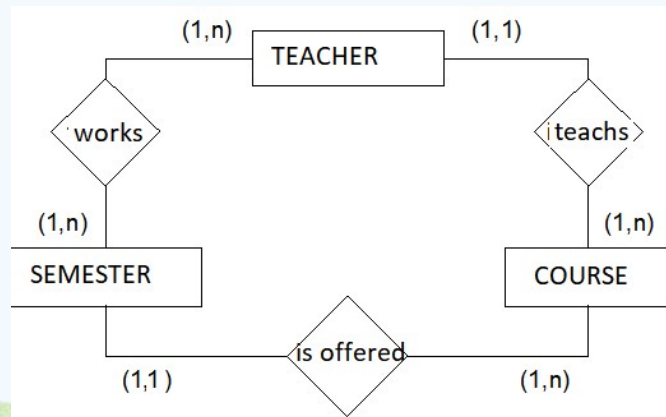 (1,n)
TEACHER
(1,1)
works
teachs
(1,n)
(1,n)
SEMESTER
COURSE
is offered
(1,1)
(1,n)